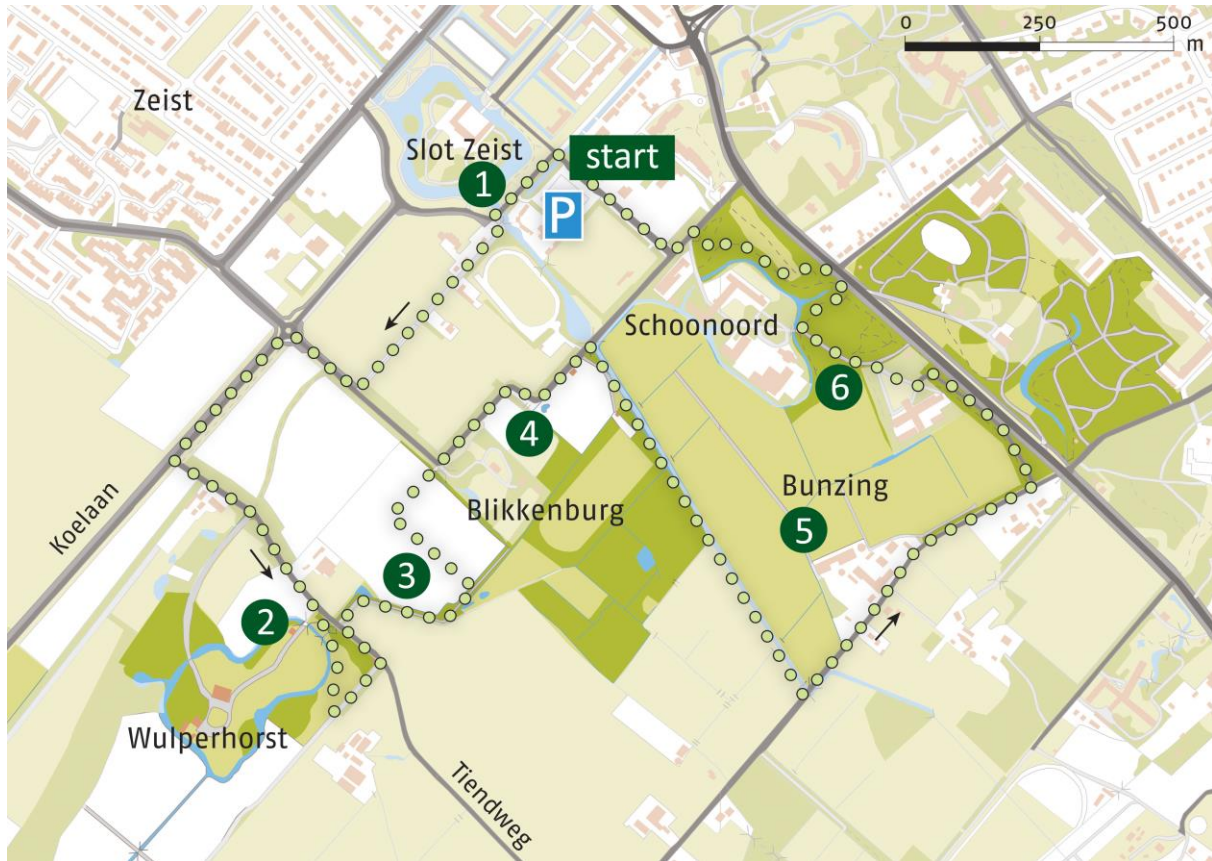 0 250 500
m
Zeist
Slot Zeist
start
1
P
Schoonoord
6
4
Bunzing
Blikkenburg
5
Koelaan
3
2
Wulperhorst
Tiendweg